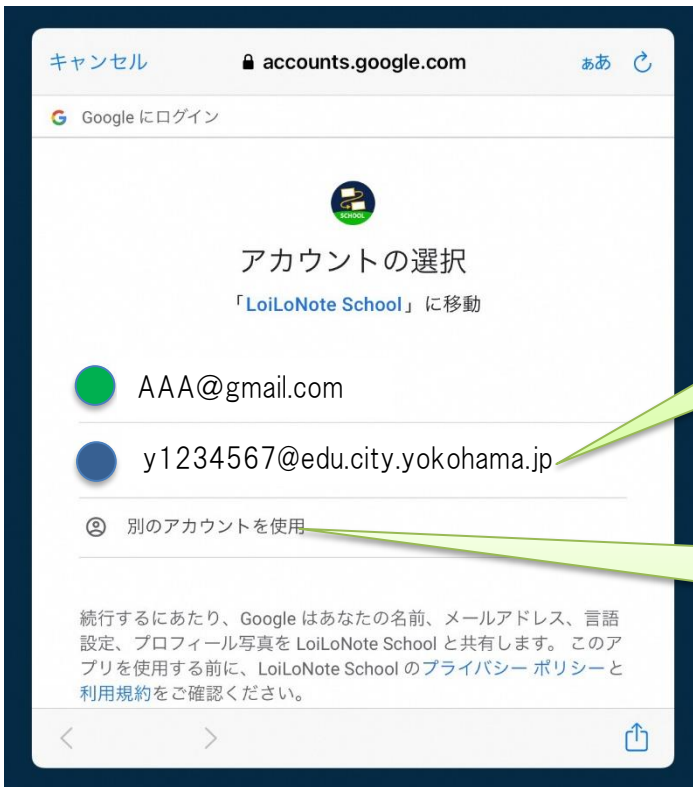 キャンセル accounts.google.com ぁあ
G Google にログイン
SCHOOL
アカウントの選択
「LoiLoNote School」に移動
AAA@gmail.com
y1234567@edu.city.yokohama.jp
別のアカウントを使用
続行するにあたり、Google はあなたの名前、メールアドレス、言語
設定、プロフィール写真を LoiLoNote School と共有します。 このア
プリを使用する前に、LoiLoNote School のプライバシー ポリシーと
利用規約をご確認ください。